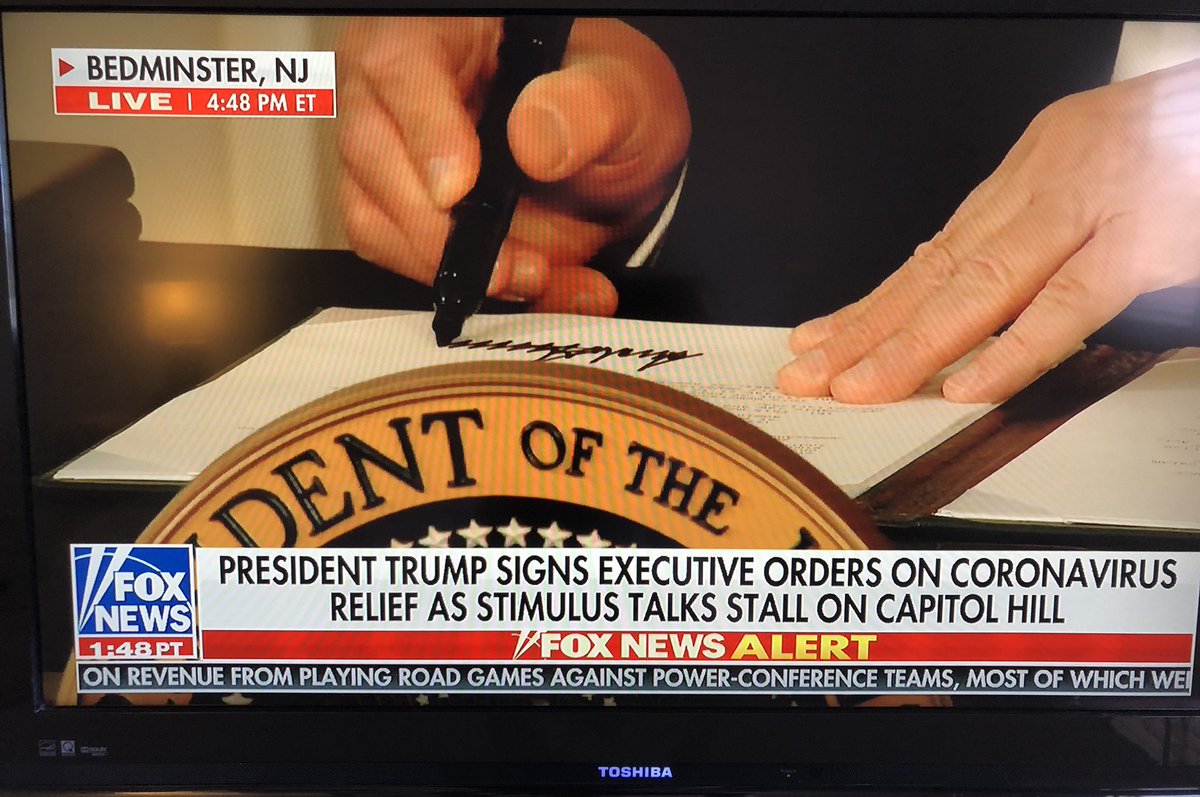 BEDMINSTER, NJ
LIVE | 4:48 PM ET
DENT OF THE
FOX
NEWS
1:48 PT
PRESIDENT TRUMP SIGNS EXECUTIVE ORDERS ON CORONAVIRUS
RELIEF AS STIMULUS TALKS STALL ON CAPITOL HILL
FOX NEWS ALERT
ON REVENUE FROM PLAYING ROAD GAMES AGAINST POWER-CONFERENCE TEAMS, MOST OF WHICH WE
TOSHIBA